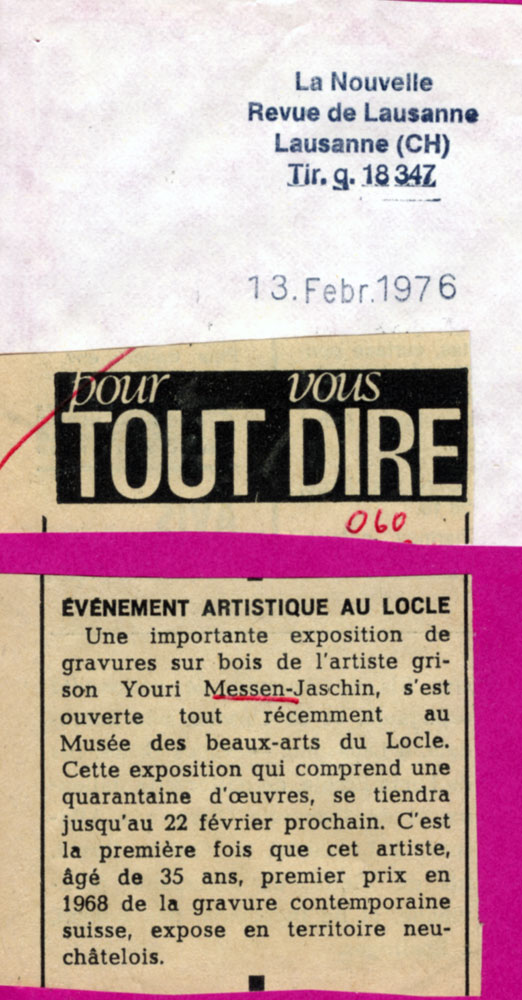 La Nouvelle
Revue de Lausanne
Lausanne (CH)
Tir. q. 18 347
13. Febr. 1976
pour vous
TOUT DIRE
060
ÉVÉNEMENT ARTISTIQUE AU LOCLE
Une importante exposition de
gravures sur bois de l'artiste gri-
son Youri Messen-Jaschin, s'est
ouverte tout récemment au
Musée des beaux-arts du Locle.
Cette exposition qui comprend une
quarantaine d'œuvres, se tiendra
jusqu'au 22 février prochain. C'est
la première fois que cet artiste,
âgé de 35 ans, premier prix en
1968 de la gravure contemporaine
suisse, expose en territoire neu-
châtelois.